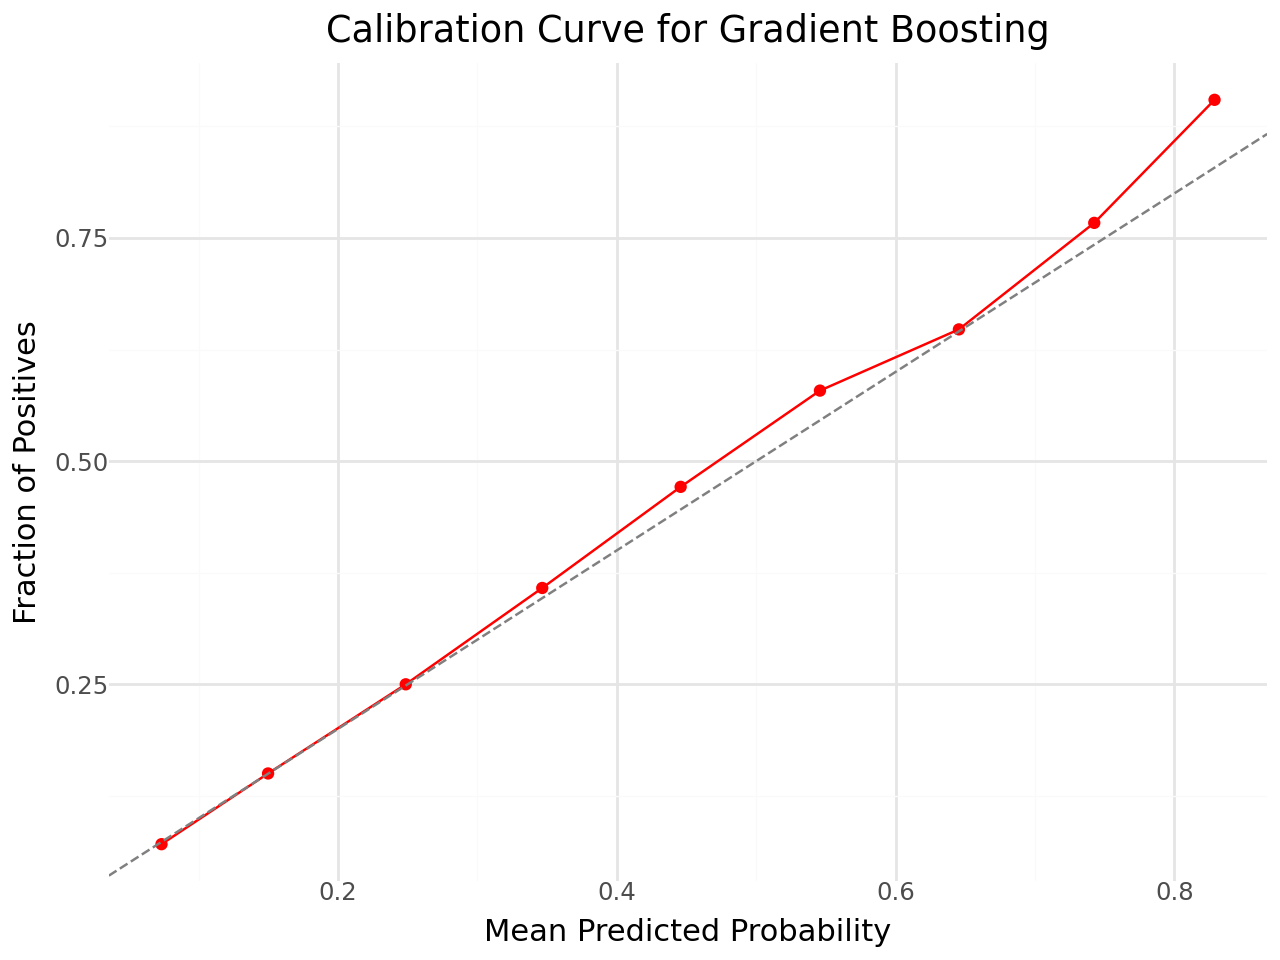 Calibration Curve for Gradient Boosting
0.75
0.50
0.25
Fraction of Positives
0.2 0.4 0.6 0.8
Mean Predicted Probability